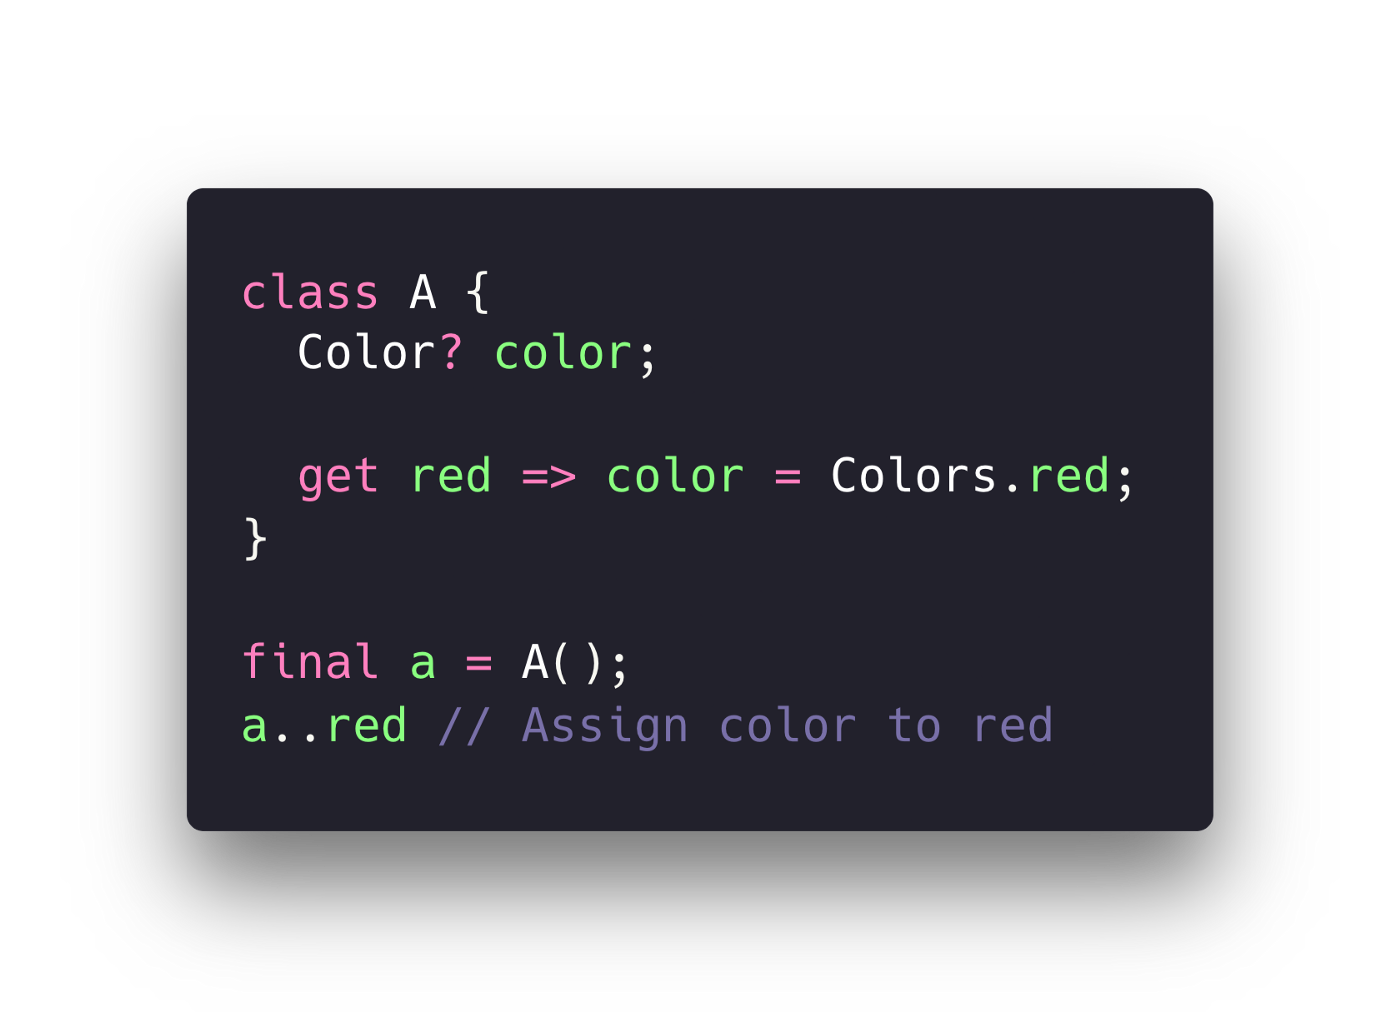 class A {
  Color? color;

  get red => color = Colors.red;
}

final a = A();
a..red // Assign color to red